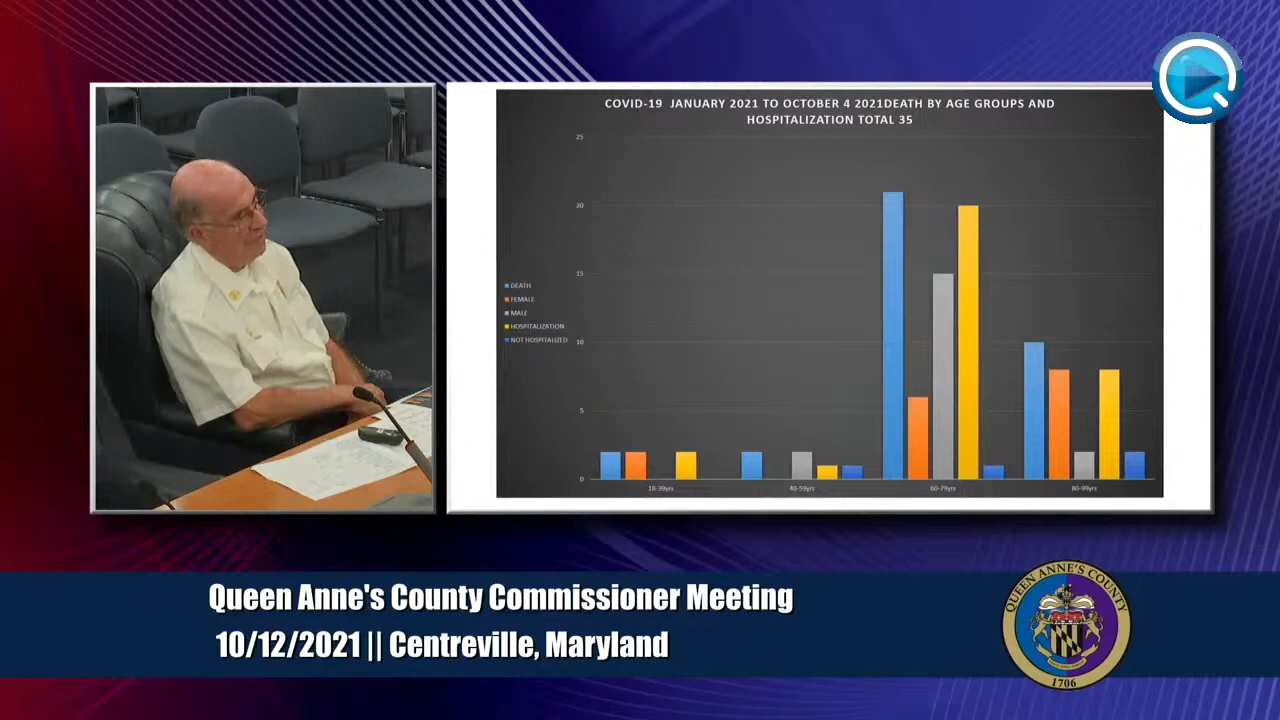 COVID-19 JANUARY 2021 TO OCTOBER 4 2021DEATH BY AGE GROUPS AND
HOSPITALIZATION TOTAL 35
25
20
15
10
5
0
DEATH
FEMALE
MALE
HOSPITALIZATION
NOT HOSPITALIZED
18-39yrs
40-59yrs
60-79yrs
80-99yrs
Queen Anne's County Commissioner Meeting
10/12/2021 || Centreville, Maryland
QUEEN ANNE'S COUNTY
1706